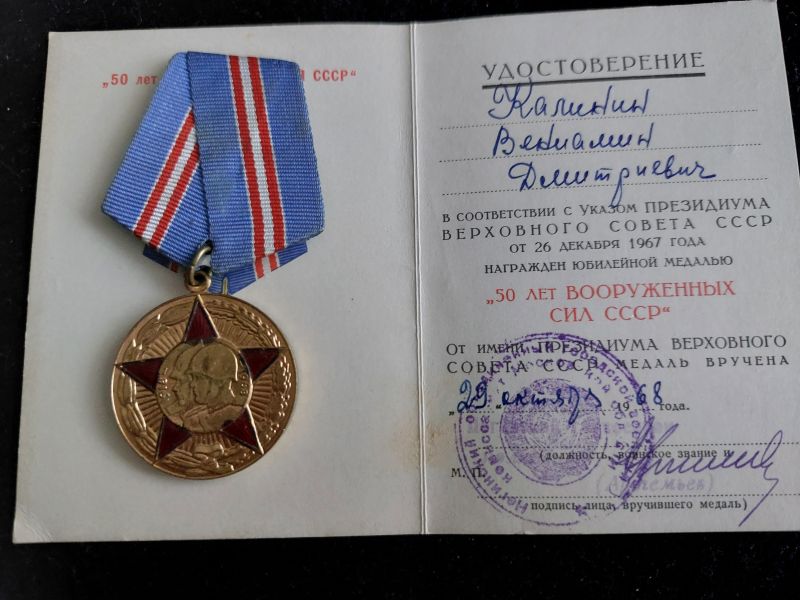 „50 лет СССР"
УДОСТОВЕРЕНИЕ
Калинин
Вениамин
Дмитриевич
В СООТВЕТСТВИИ С УКАЗОМ ПРЕЗИДИУМА
ВЕРХОВНОГО СОВЕТА СССР
ОТ 26 ДЕКАБРЯ 1967 ГОДА
НАГРАЖДЕН ЮБИЛЕЙНОЙ МЕДАЛЬЮ
„50 ЛЕТ ВООРУЖЕННЫХ
СИЛ СССР"
ОТ ИМЕНИ ПРЕЗИДИУМА ВЕРХОВНОГО
СОВЕТА СССР МЕДАЛЬ ВРУЧЕНА
„29" октября 1968 года.
(должность, воинское звание и
М. П.
подпись лица, вручившего медаль)